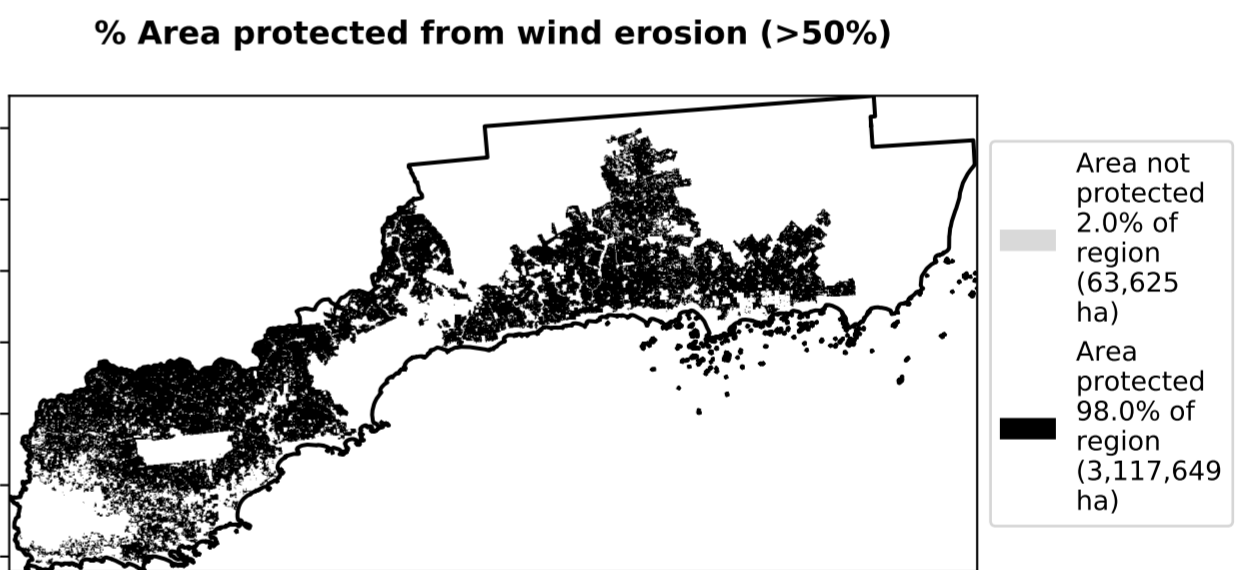 % Area protected from wind erosion (>50%)
Area not
protected
2.0% of
region
(63,625
ha)
Area
protected
98.0% of
region
(3,117,649
ha)